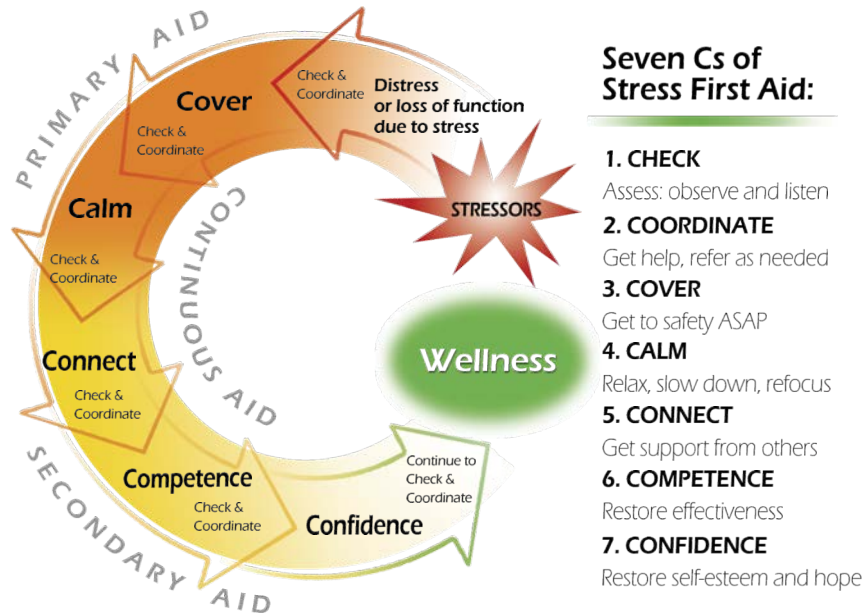 PRIMARY AID
CONTINUOUS AID
SECONDARY AID
STRESSORS
Distress
or loss of function
due to stress
Check &
Coordinate
Cover
Check &
Coordinate
Calm
Check &
Coordinate
Connect
Check &
Coordinate
Competence
Check &
Coordinate
Confidence
Continue to
Check &
Coordinate
Wellness
Seven Cs of
Stress First Aid:
1. CHECK
Assess: observe and listen
2. COORDINATE
Get help, refer as needed
3. COVER
Get to safety ASAP
4. CALM
Relax, slow down, refocus
5. CONNECT
Get support from others
6. COMPETENCE
Restore effectiveness
7. CONFIDENCE
Restore self-esteem and hope